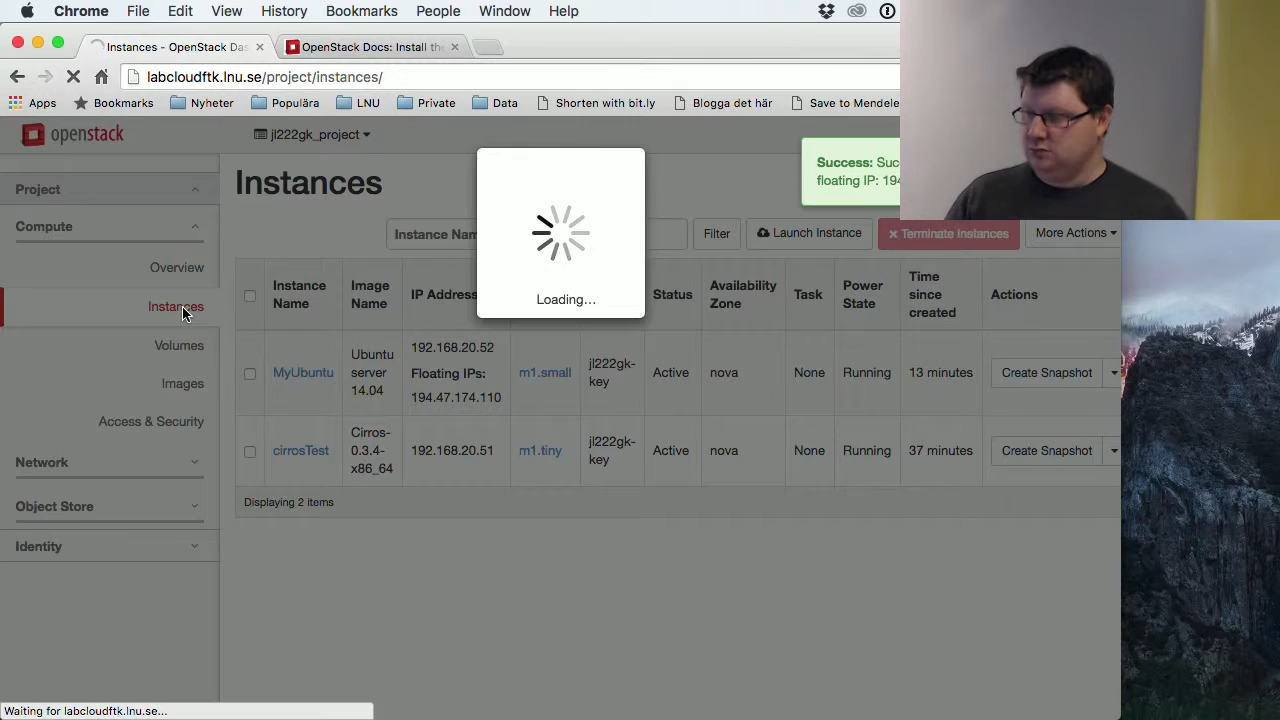 Chrome File Edit View History Bookmarks People Window Help
Instances - OpenStack Das
OpenStack Docs: Install the
labcloudftk.lnu.se/project/instances/
Apps Bookmarks Nyheter Populära LNU Private Data Shorten with bit.ly Blogga det här Save to Mendele
openstack jl222gk_project
Project
Compute
Overview
Instances
Volumes
Images
Access & Security
Network
Object Store
Identity
Instances
Success: Suc
floating IP: 194
Instance Nam
Filter
Launch Instance
Terminate Instances
More Actions
Loading...
Instance Name
Image Name
IP Address
Status
Availability Zone
Task
Power State
Time since created
Actions
MyUbuntu
Ubuntu server 14.04
192.168.20.52
Floating IPs:
194.47.174.110
m1.small
jl222gk-key
Active
nova
None
Running
13 minutes
Create Snapshot
cirrosTest
Cirros-0.3.4-x86_64
192.168.20.51
m1.tiny
jl222gk-key
Active
nova
None
Running
37 minutes
Create Snapshot
Displaying 2 items
Waiting for labcloudftk.lnu.se...